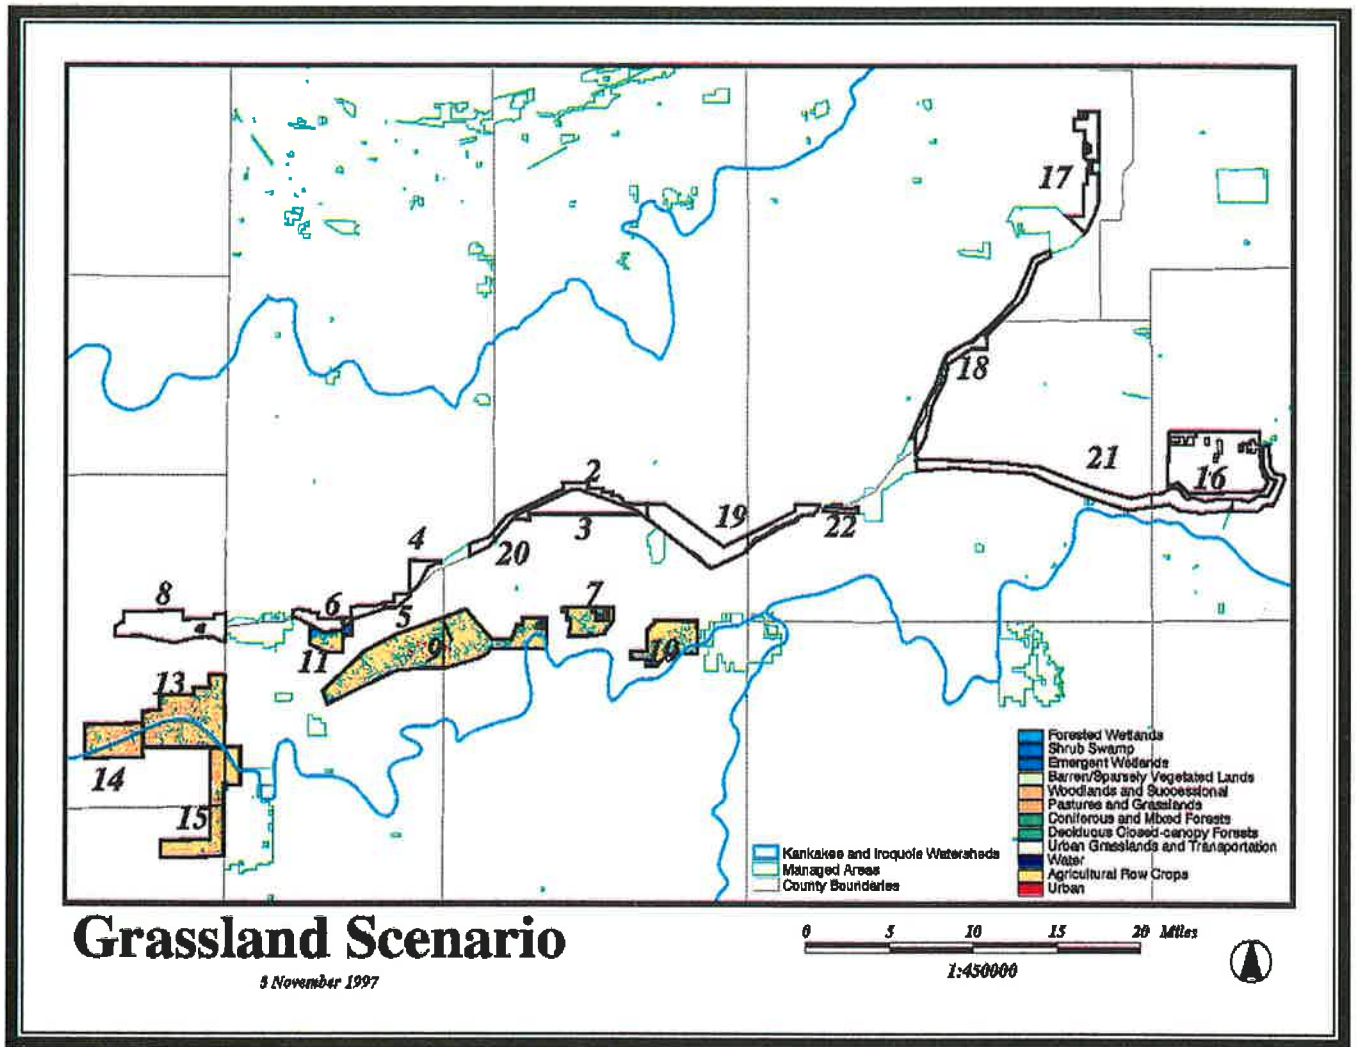 17
18
21
16
2
19
3
22
4
20
8
6
5
7
11
9
10
13
14
15
Forested Wetlands
Shrub Swamp
Emergent Wetlands
Barren/Sparsely Vegetated Lands
Woodlands and Successional
Pastures and Grasslands
Coniferous and Mixed Forests
Deciduous Closed-canopy Forests
Urban Grasslands and Transportation
Water
Agricultural Row Crops
Urban
Kankakee and Iroquois Watersheds
Managed Areas
County Boundaries
Grassland Scenario
5 November 1997
0 5 10 15 20 Miles
1:450000